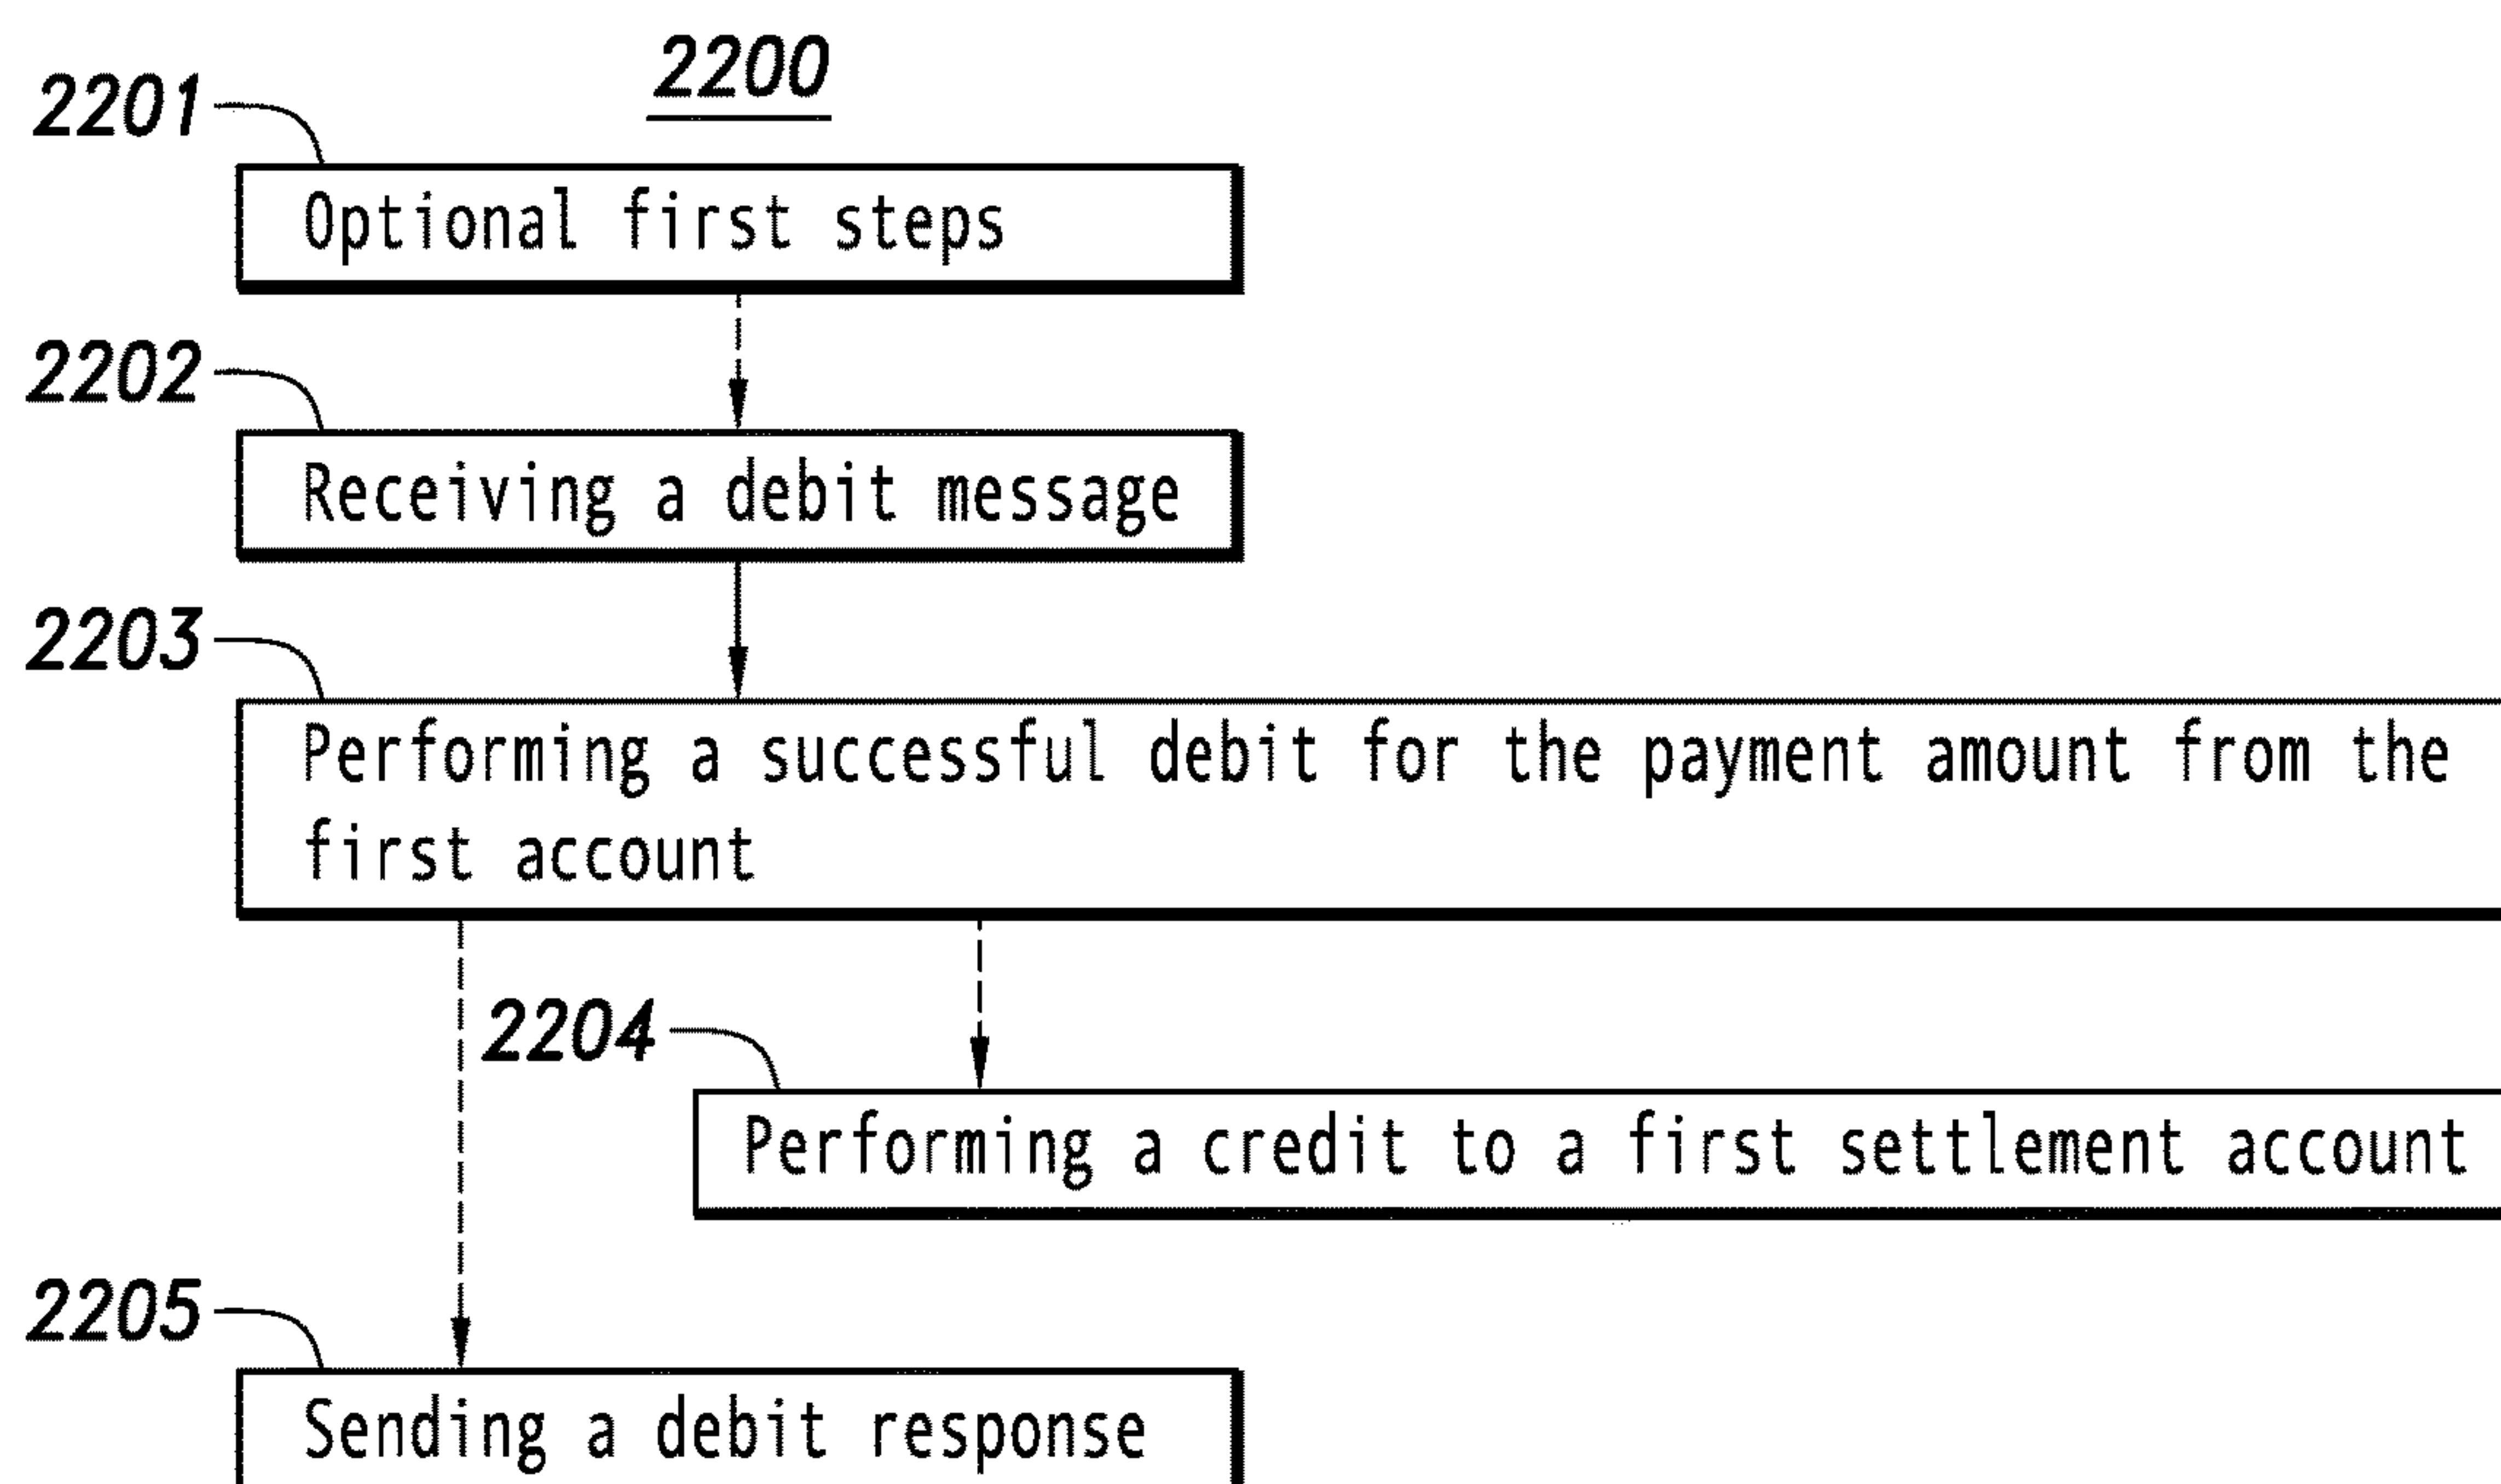 2200
2201
Optional first steps
2202
Receiving a debit message
2203
Performing a successful debit for the payment amount from the
first account
2204
Performing a credit to a first settlement account
2205
Sending a debit response